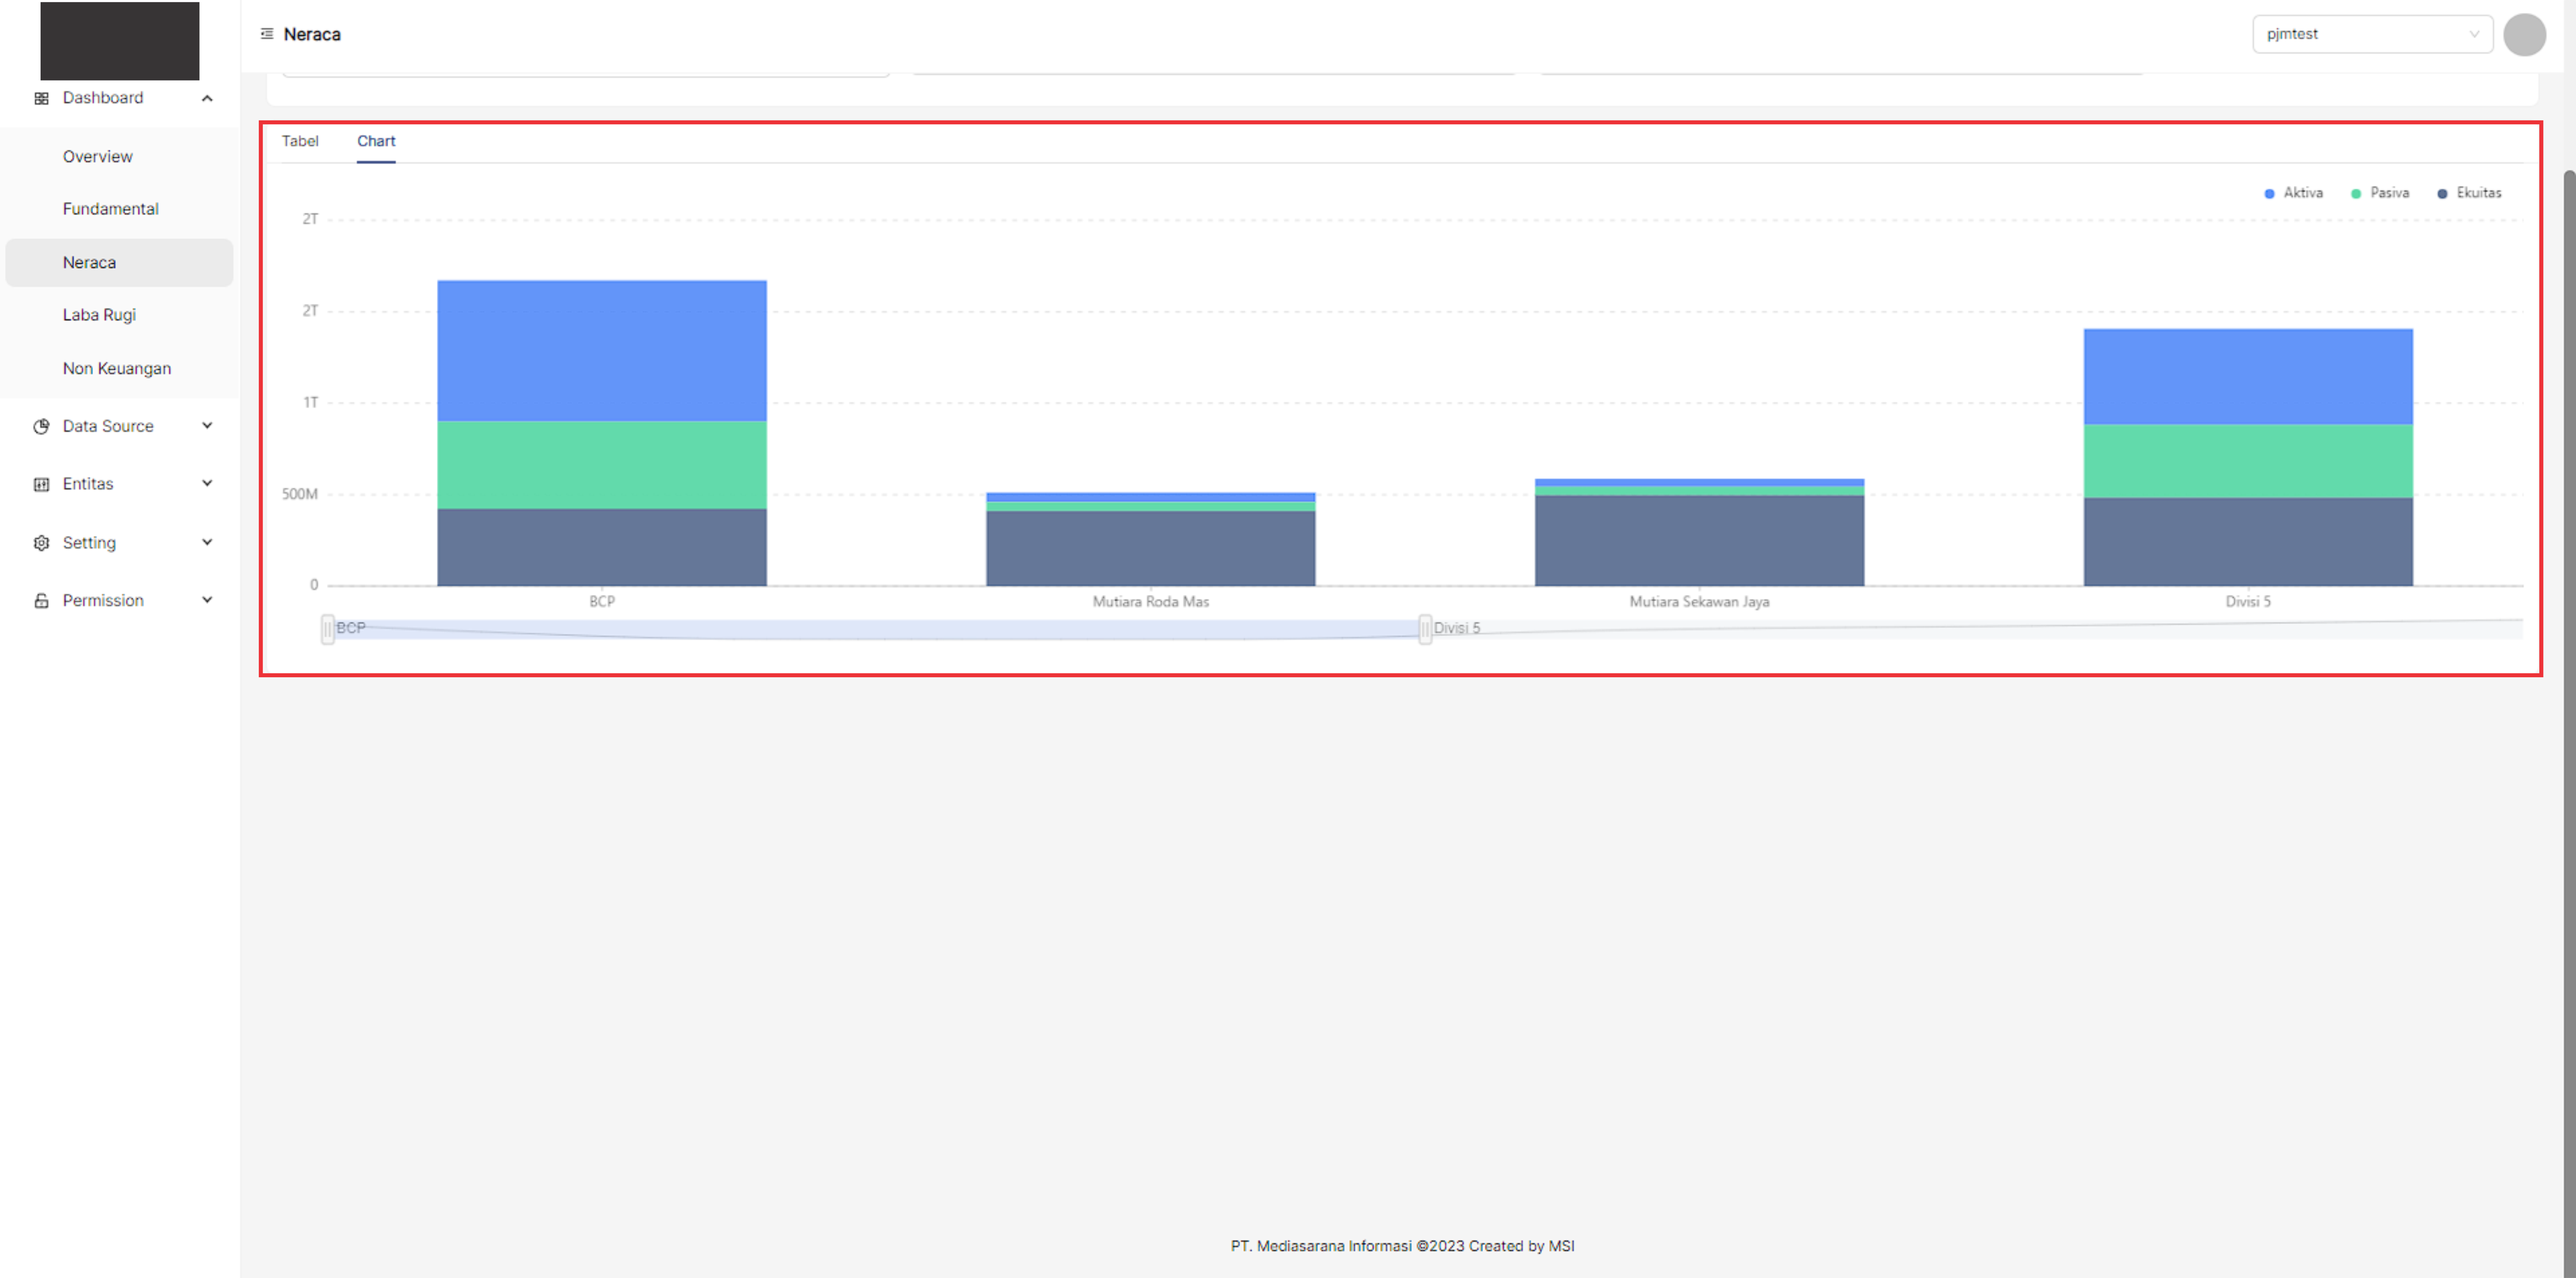 Neraca
pjmtest
Dashboard
Overview
Fundamental
Neraca
Laba Rugi
Non Keuangan
Data Source
Entitas
Setting
Permission
Tabel Chart
Aktiva Pasiva Ekuitas
2T
2T
1T
500M
0
BCP Mutiara Roda Mas Mutiara Sekawan Jaya Divisi 5
BCP Divisi 5
PT. Mediasarana Informasi ©2023 Created by MSI